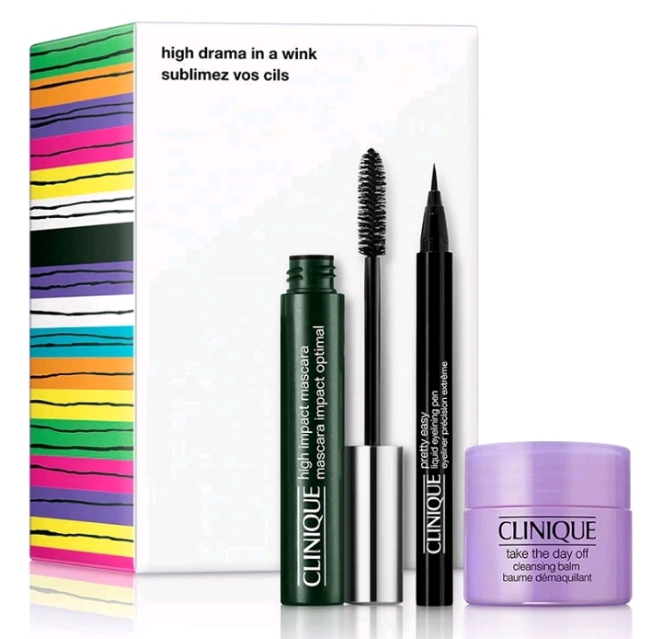 high drama in a wink
sublimez vos cils
CLINIQUE
high impact mascara
mascara impact optimal
CLINIQUE
pretty easy
liquid eyelining pen
eyeliner précision extrême
CLINIQUE
take the day off
cleansing balm
baume démaquillant